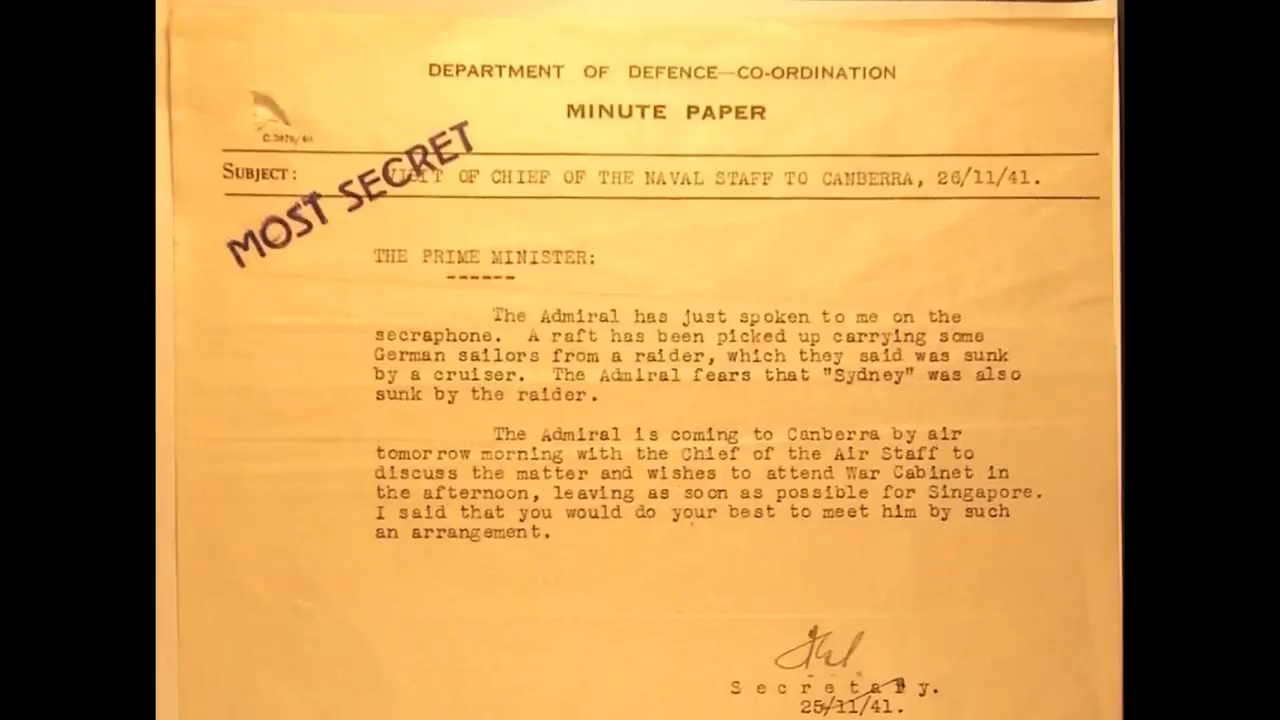 DEPARTMENT OF DEFENCE—CO-ORDINATION
MINUTE PAPER
MOST SECRET
SUBJECT: VISIT OF CHIEF OF THE NAVAL STAFF TO CANBERRA, 26/11/41.
THE PRIME MINISTER:
The Admiral has just spoken to me on the
secraphone. A raft has been picked up carrying some
German sailors from a raider, which they said was sunk
by a cruiser. The Admiral fears that "Sydney" was also
sunk by the raider.
The Admiral is coming to Canberra by air
tomorrow morning with the Chief of the Air Staff to
discuss the matter and wishes to attend War Cabinet in
the afternoon, leaving as soon as possible for Singapore.
I said that you would do your best to meet him by such
an arrangement.
Secretary.
25/11/41.